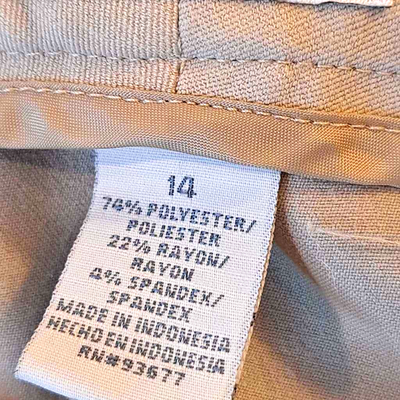 14
74% POLYESTER/
POLIESTER
22% RAYON/
RAYON
4% SPANDEX/
SPANDEX
MADE IN INDONESIA
HECHO EN INDONESIA
RN#93677